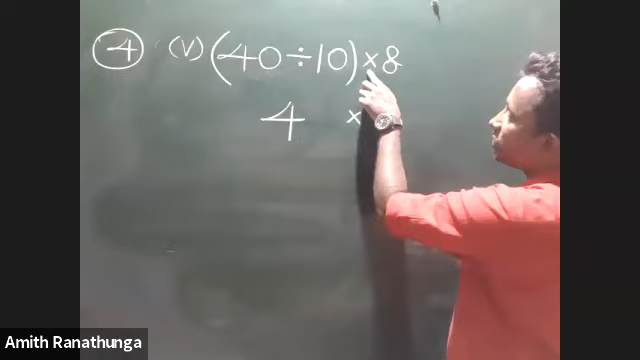 4 (v) (40 ÷ 10) × 8
4 ×
Amith Ranathunga